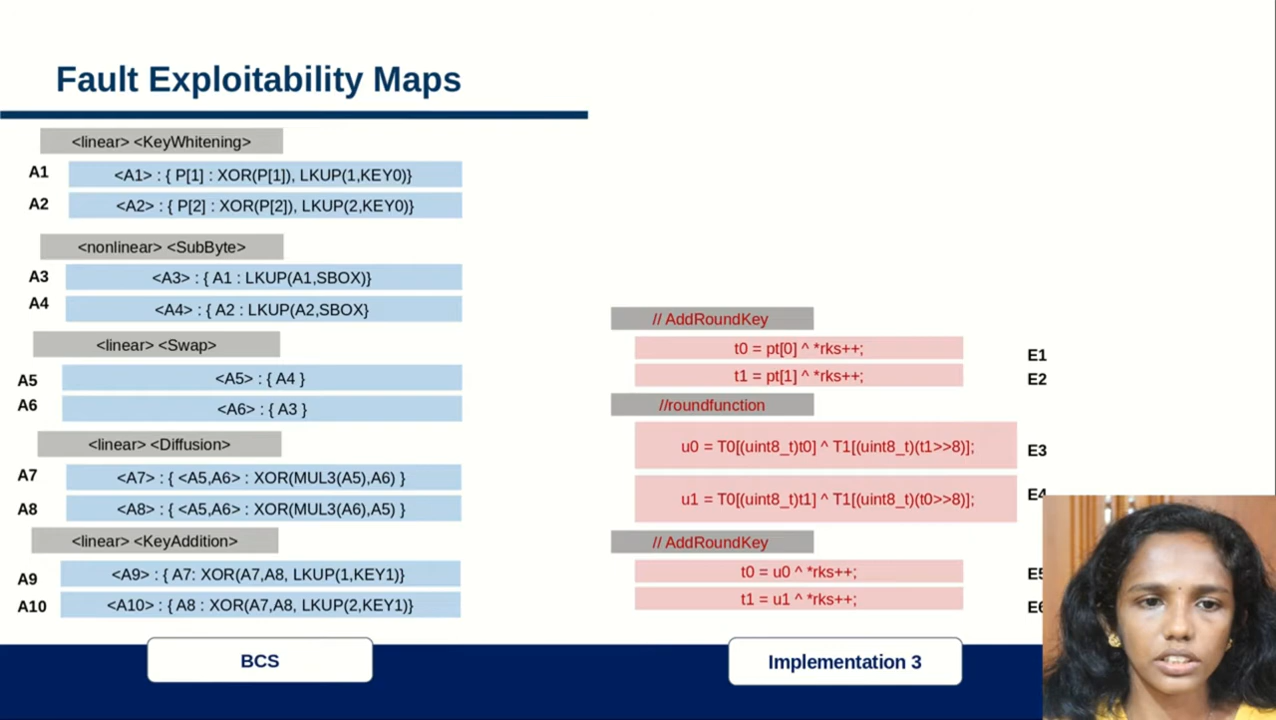 Fault Exploitability Maps
<linear> <KeyWhitening>
A1 <A1> : { P[1] : XOR(P[1]), LKUP(1,KEY0)}
A2 <A2> : { P[2] : XOR(P[2]), LKUP(2,KEY0)}
<nonlinear> <SubByte>
A3 <A3> : { A1 : LKUP(A1,SBOX)}
A4 <A4> : { A2 : LKUP(A2,SBOX}
<linear> <Swap>
A5 <A5> : { A4 }
A6 <A6> : { A3 }
<linear> <Diffusion>
A7 <A7> : { <A5,A6> : XOR(MUL3(A5),A6) }
A8 <A8> : { <A5,A6> : XOR(MUL3(A6),A5) }
<linear> <KeyAddition>
A9 <A9> : { A7: XOR(A7,A8, LKUP(1,KEY1)}
A10 <A10> : { A8 : XOR(A7,A8, LKUP(2,KEY1)}
BCS
// AddRoundKey
t0 = pt[0] ^ *rks++; E1
t1 = pt[1] ^ *rks++; E2
//roundfunction
u0 = T0[(uint8_t)t0] ^ T1[(uint8_t)(t1>>8)]; E3
u1 = T0[(uint8_t)t1] ^ T1[(uint8_t)(t0>>8)]; E4
// AddRoundKey
t0 = u0 ^ *rks++; E5
t1 = u1 ^ *rks++; E6
Implementation 3